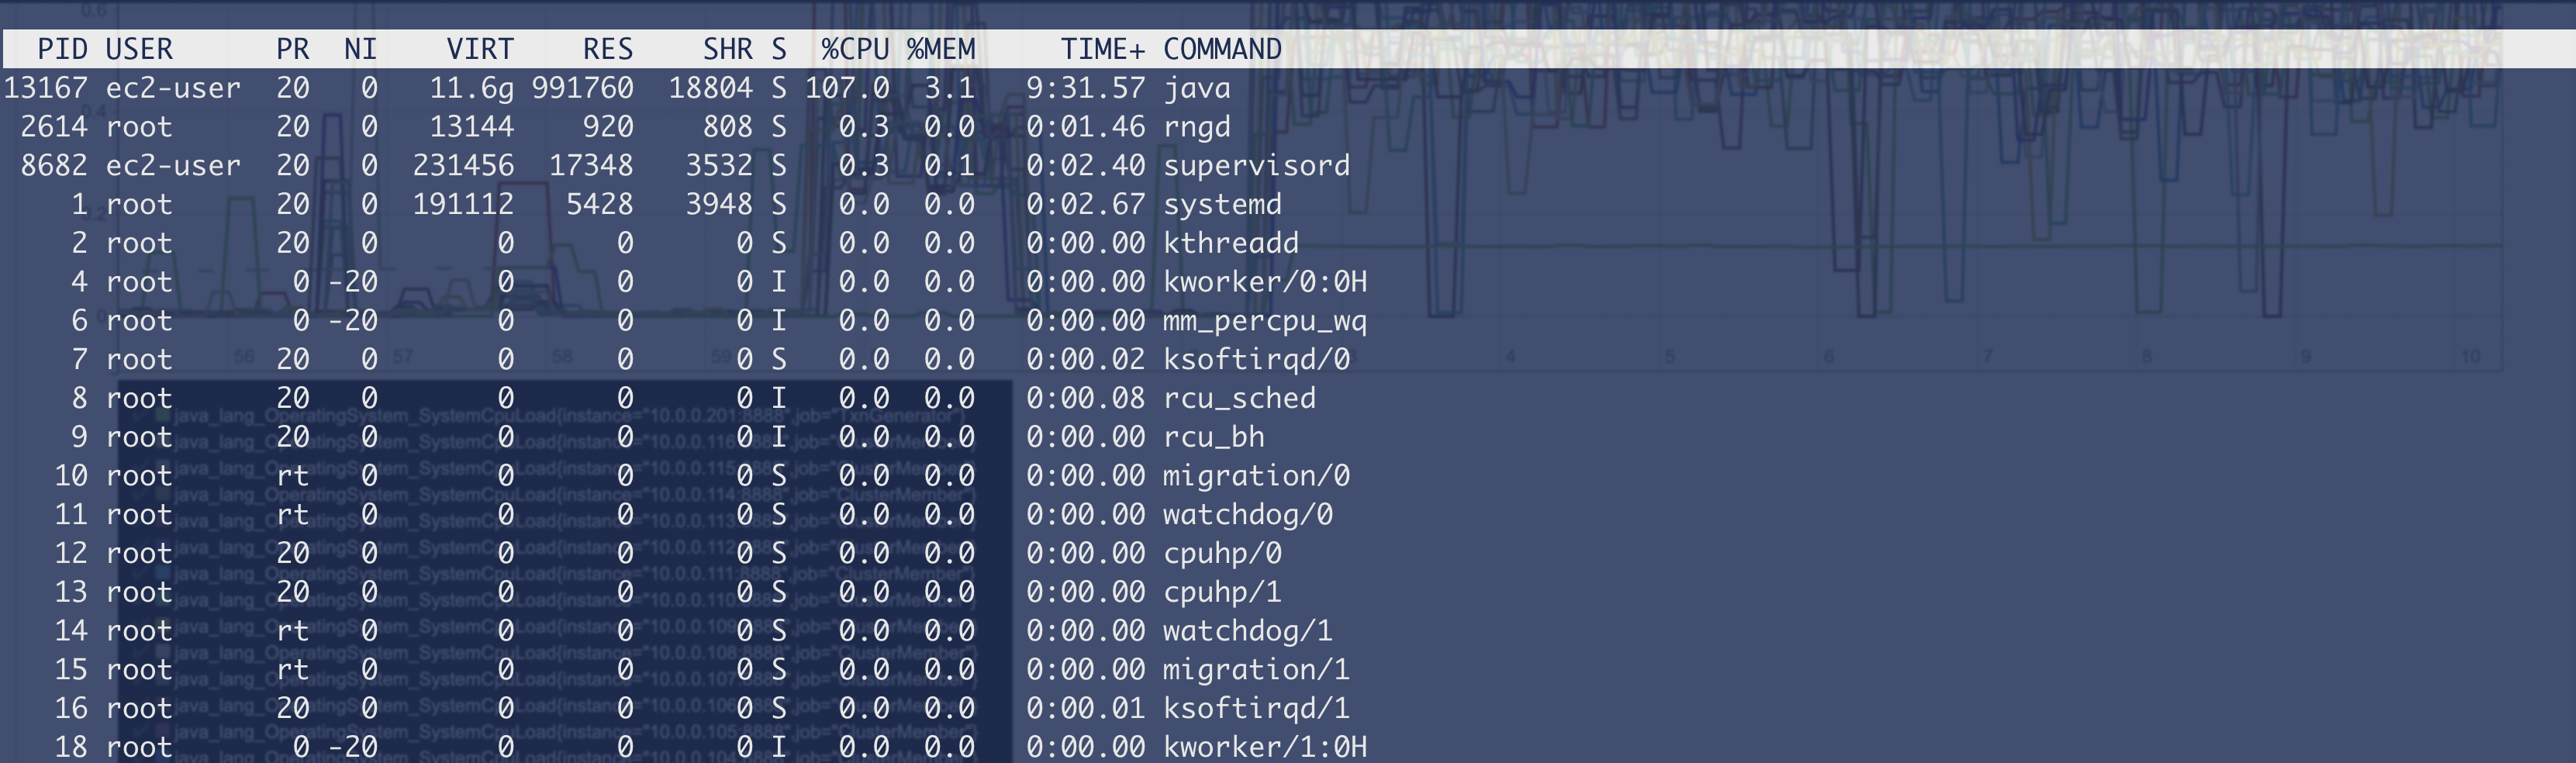 PID USER PR NI VIRT RES SHR S %CPU %MEM TIME+ COMMAND
13167 ec2-user 20 0 11.6g 991760 18804 S 107.0 3.1 9:31.57 java
2614 root 20 0 13144 920 808 S 0.3 0.0 0:01.46 rngd
8682 ec2-user 20 0 231456 17348 3532 S 0.3 0.1 0:02.40 supervisord
1 root 20 0 191112 5428 3948 S 0.0 0.0 0:02.67 systemd
2 root 20 0 0 0 0 S 0.0 0.0 0:00.00 kthreadd
4 root 0 -20 0 0 0 I 0.0 0.0 0:00.00 kworker/0:0H
6 root 0 -20 0 0 0 I 0.0 0.0 0:00.00 mm_percpu_wq
7 root 20 0 0 0 0 S 0.0 0.0 0:00.02 ksoftirqd/0
8 root 20 0 0 0 0 I 0.0 0.0 0:00.08 rcu_sched
9 root 20 0 0 0 0 I 0.0 0.0 0:00.00 rcu_bh
10 root rt 0 0 0 0 S 0.0 0.0 0:00.00 migration/0
11 root rt 0 0 0 0 S 0.0 0.0 0:00.00 watchdog/0
12 root 20 0 0 0 0 S 0.0 0.0 0:00.00 cpuhp/0
13 root 20 0 0 0 0 S 0.0 0.0 0:00.00 cpuhp/1
14 root rt 0 0 0 0 S 0.0 0.0 0:00.00 watchdog/1
15 root rt 0 0 0 0 S 0.0 0.0 0:00.00 migration/1
16 root 20 0 0 0 0 S 0.0 0.0 0:00.01 ksoftirqd/1
18 root 0 -20 0 0 0 I 0.0 0.0 0:00.00 kworker/1:0H